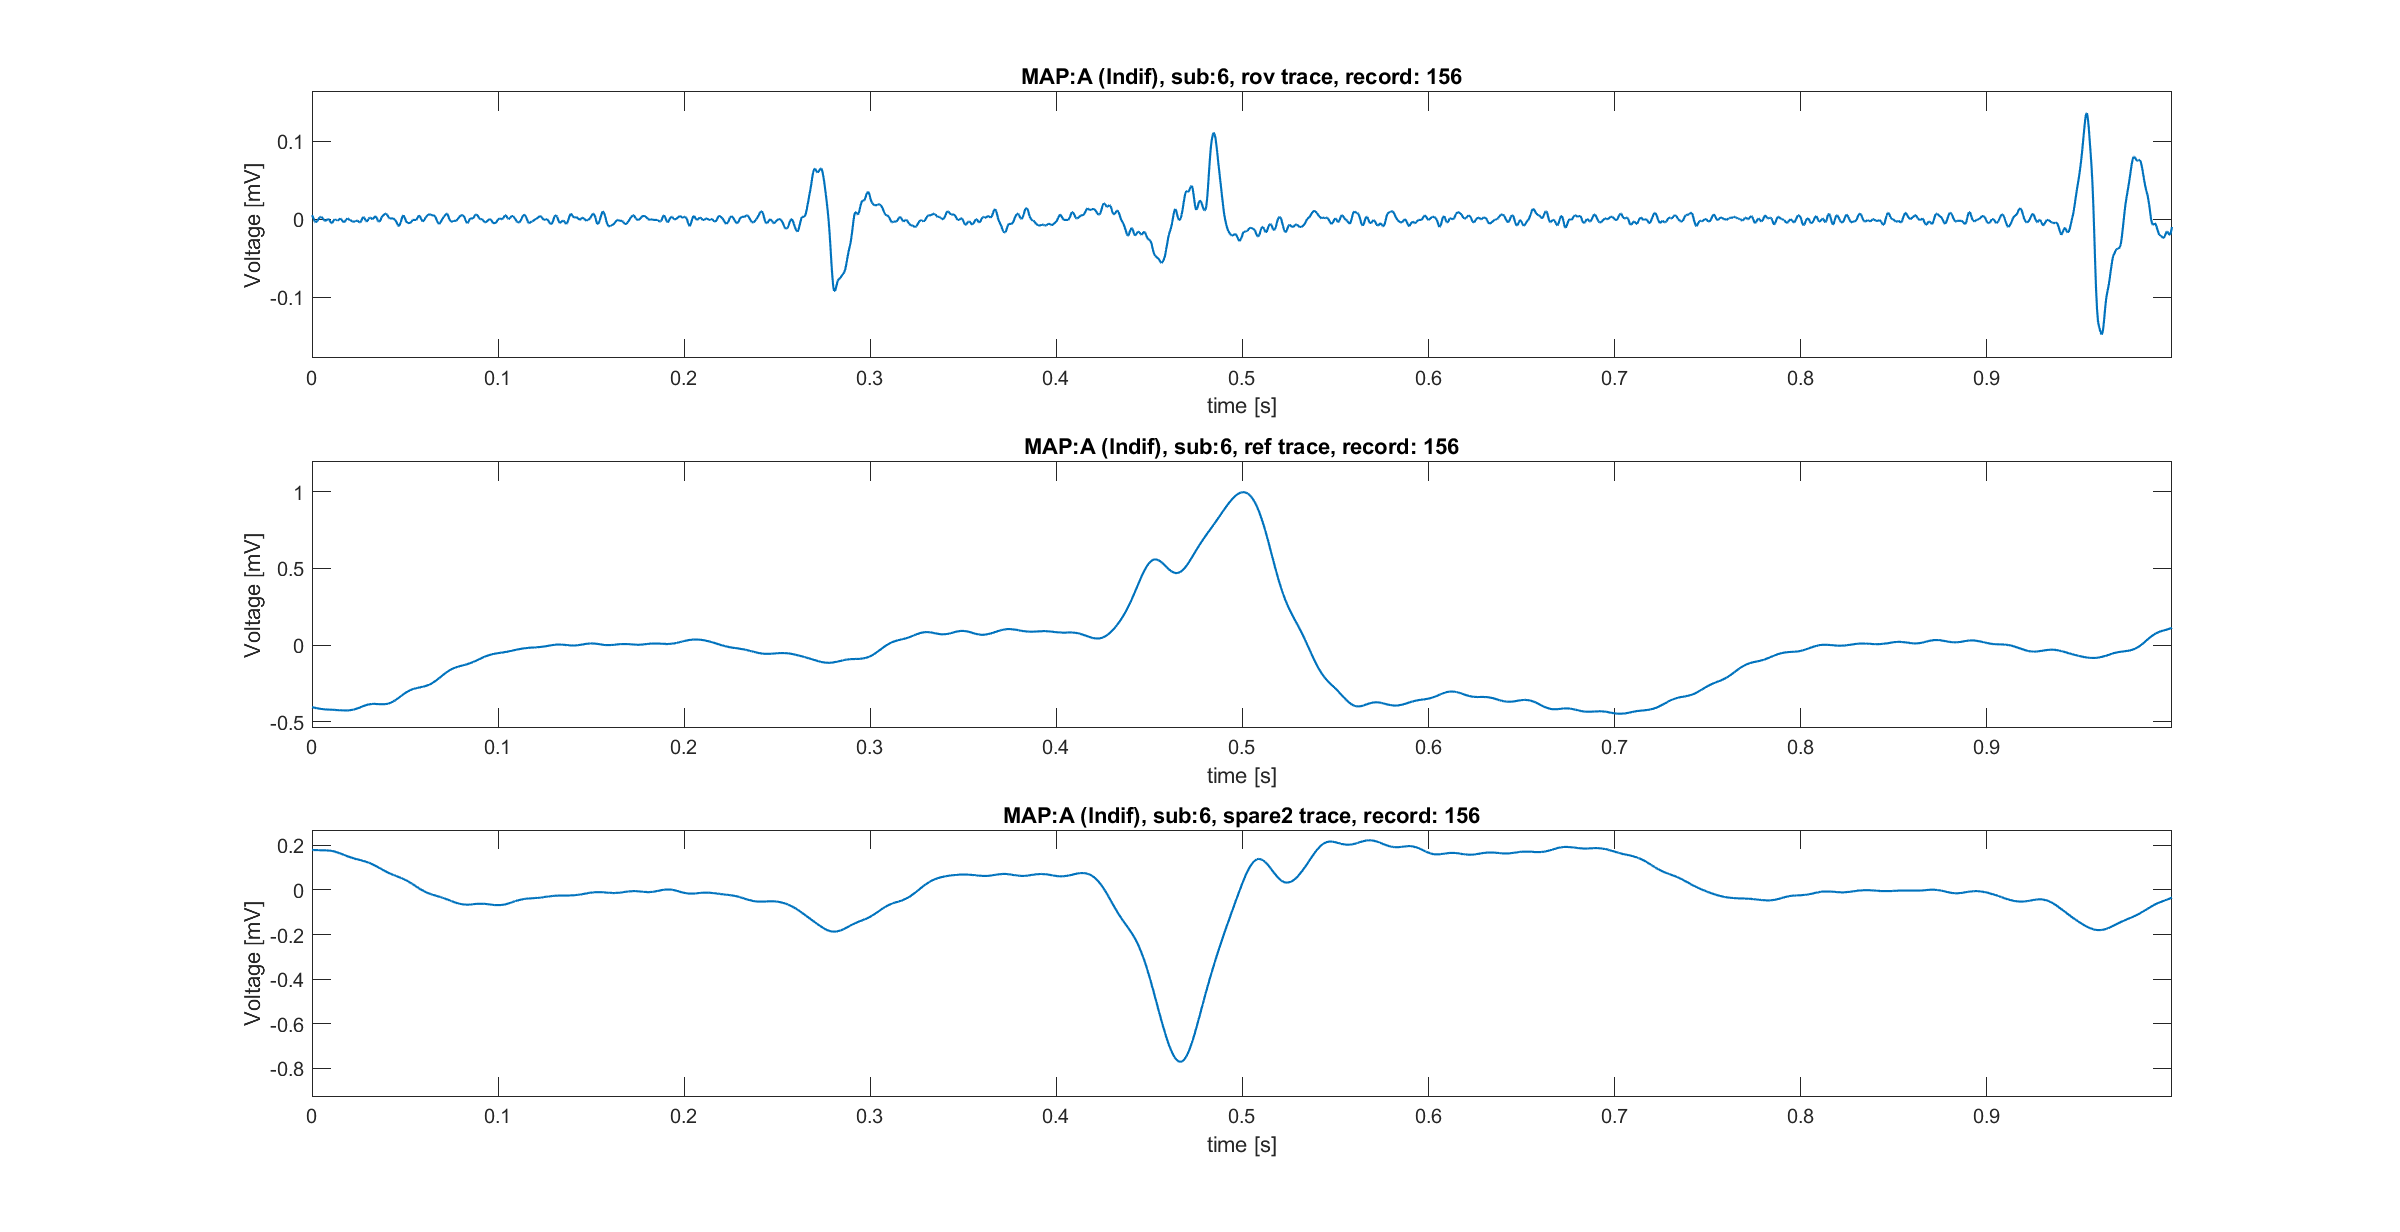 MAP:A (Indif), sub:6, rov trace, record: 156
Voltage [mV]
0.1
0
-0.1
0 0.1 0.2 0.3 0.4 0.5 0.6 0.7 0.8 0.9
time [s]
MAP:A (Indif), sub:6, ref trace, record: 156
Voltage [mV]
1
0.5
0
-0.5
0 0.1 0.2 0.3 0.4 0.5 0.6 0.7 0.8 0.9
time [s]
MAP:A (Indif), sub:6, spare2 trace, record: 156
Voltage [mV]
0.2
0
-0.2
-0.4
-0.6
-0.8
0 0.1 0.2 0.3 0.4 0.5 0.6 0.7 0.8 0.9
time [s]